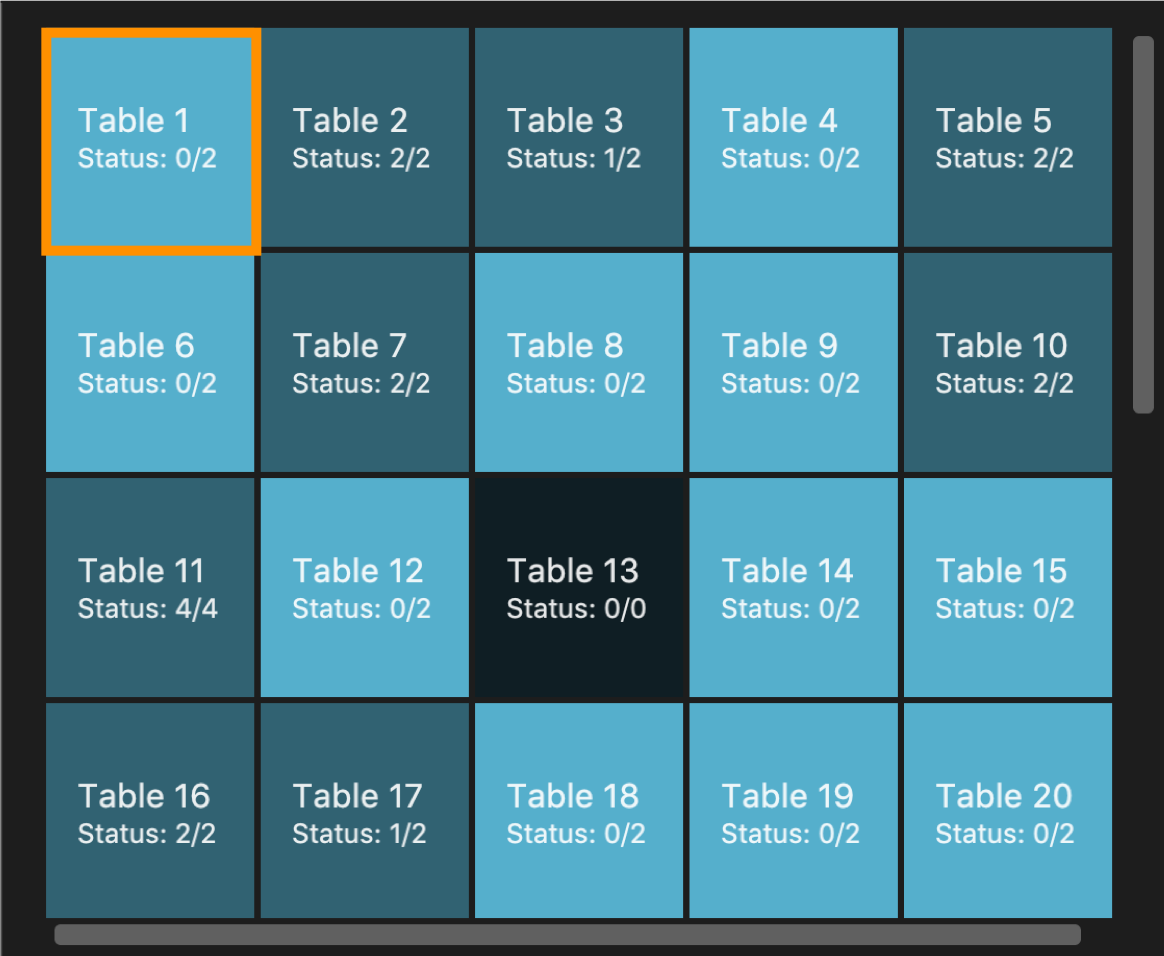 Table 1
Status: 0/2
Table 2
Status: 2/2
Table 3
Status: 1/2
Table 4
Status: 0/2
Table 5
Status: 2/2
Table 6
Status: 0/2
Table 7
Status: 2/2
Table 8
Status: 0/2
Table 9
Status: 0/2
Table 10
Status: 2/2
Table 11
Status: 4/4
Table 12
Status: 0/2
Table 13
Status: 0/0
Table 14
Status: 0/2
Table 15
Status: 0/2
Table 16
Status: 2/2
Table 17
Status: 1/2
Table 18
Status: 0/2
Table 19
Status: 0/2
Table 20
Status: 0/2